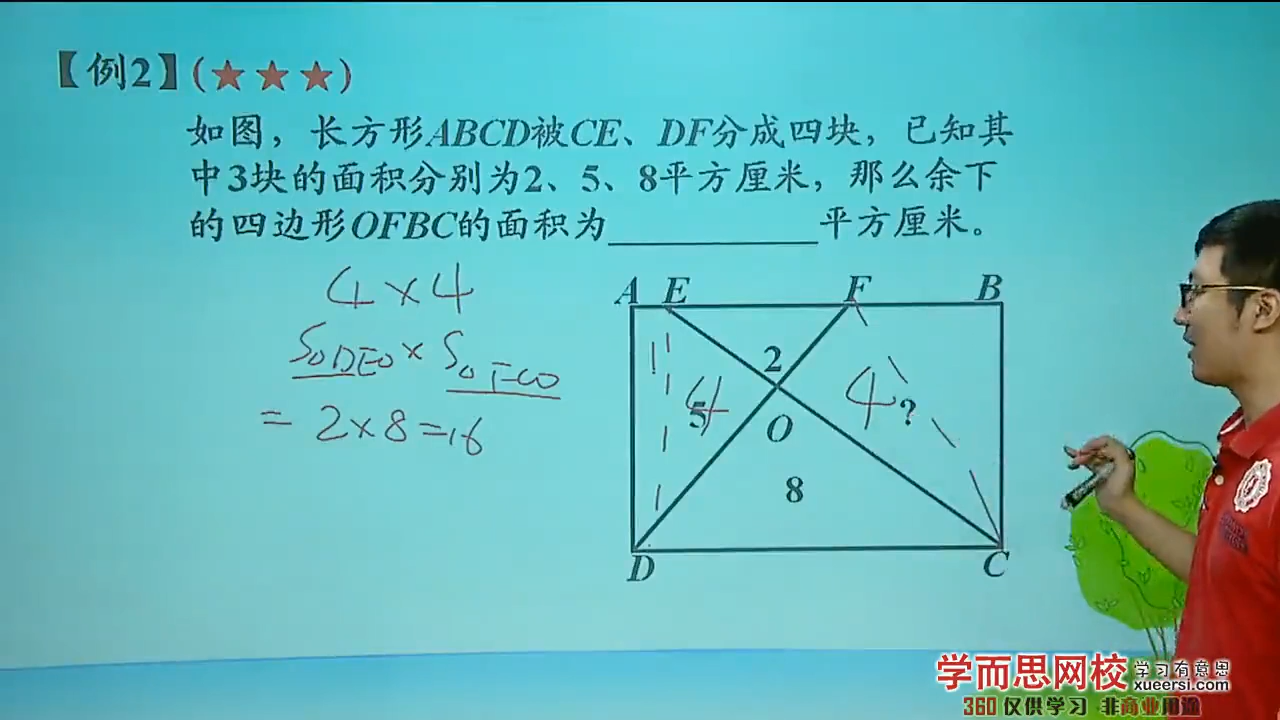 【例2】(★★★)
如图，长方形ABCD被CE、DF分成四块，已知其
中3块的面积分别为2、5、8平方厘米，那么余下
的四边形OFBC的面积为__________平方厘米。
4×4
S△DEO×S△FCO
=2×8=16
A E F B
2
4
4
5
?
O
8
D C
学而思网校 学习有意思
xueersi.com
360 仅供学习 非商业用途